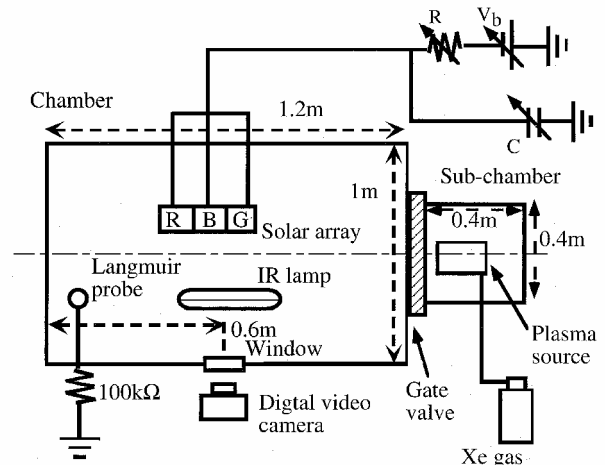 R
V_b
Chamber
1.2m
C
1m
Sub-chamber
R B G
0.4m
Solar array
0.4m
Langmuir
probe
IR lamp
0.6m
Window
Plasma
source
100kΩ
Digtal video
camera
Gate
valve
Xe gas